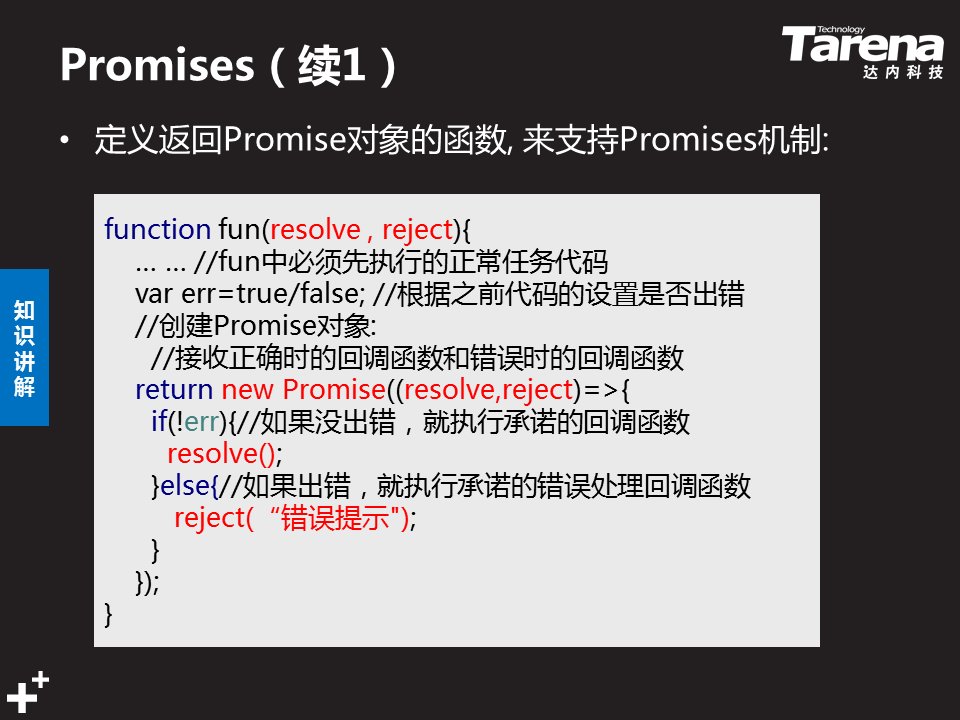 Promises（续1）
Technology
Tarena
达内科技
• 定义返回Promise对象的函数, 来支持Promises机制:
知识讲解
function fun(resolve , reject){
... ... //fun中必须先执行的正常任务代码
var err=true/false; //根据之前代码的设置是否出错
//创建Promise对象:
//接收正确时的回调函数和错误时的回调函数
return new Promise((resolve,reject)=>{
if(!err){//如果没出错，就执行承诺的回调函数
resolve();
}else{//如果出错，就执行承诺的错误处理回调函数
reject(“错误提示");
}
});
}